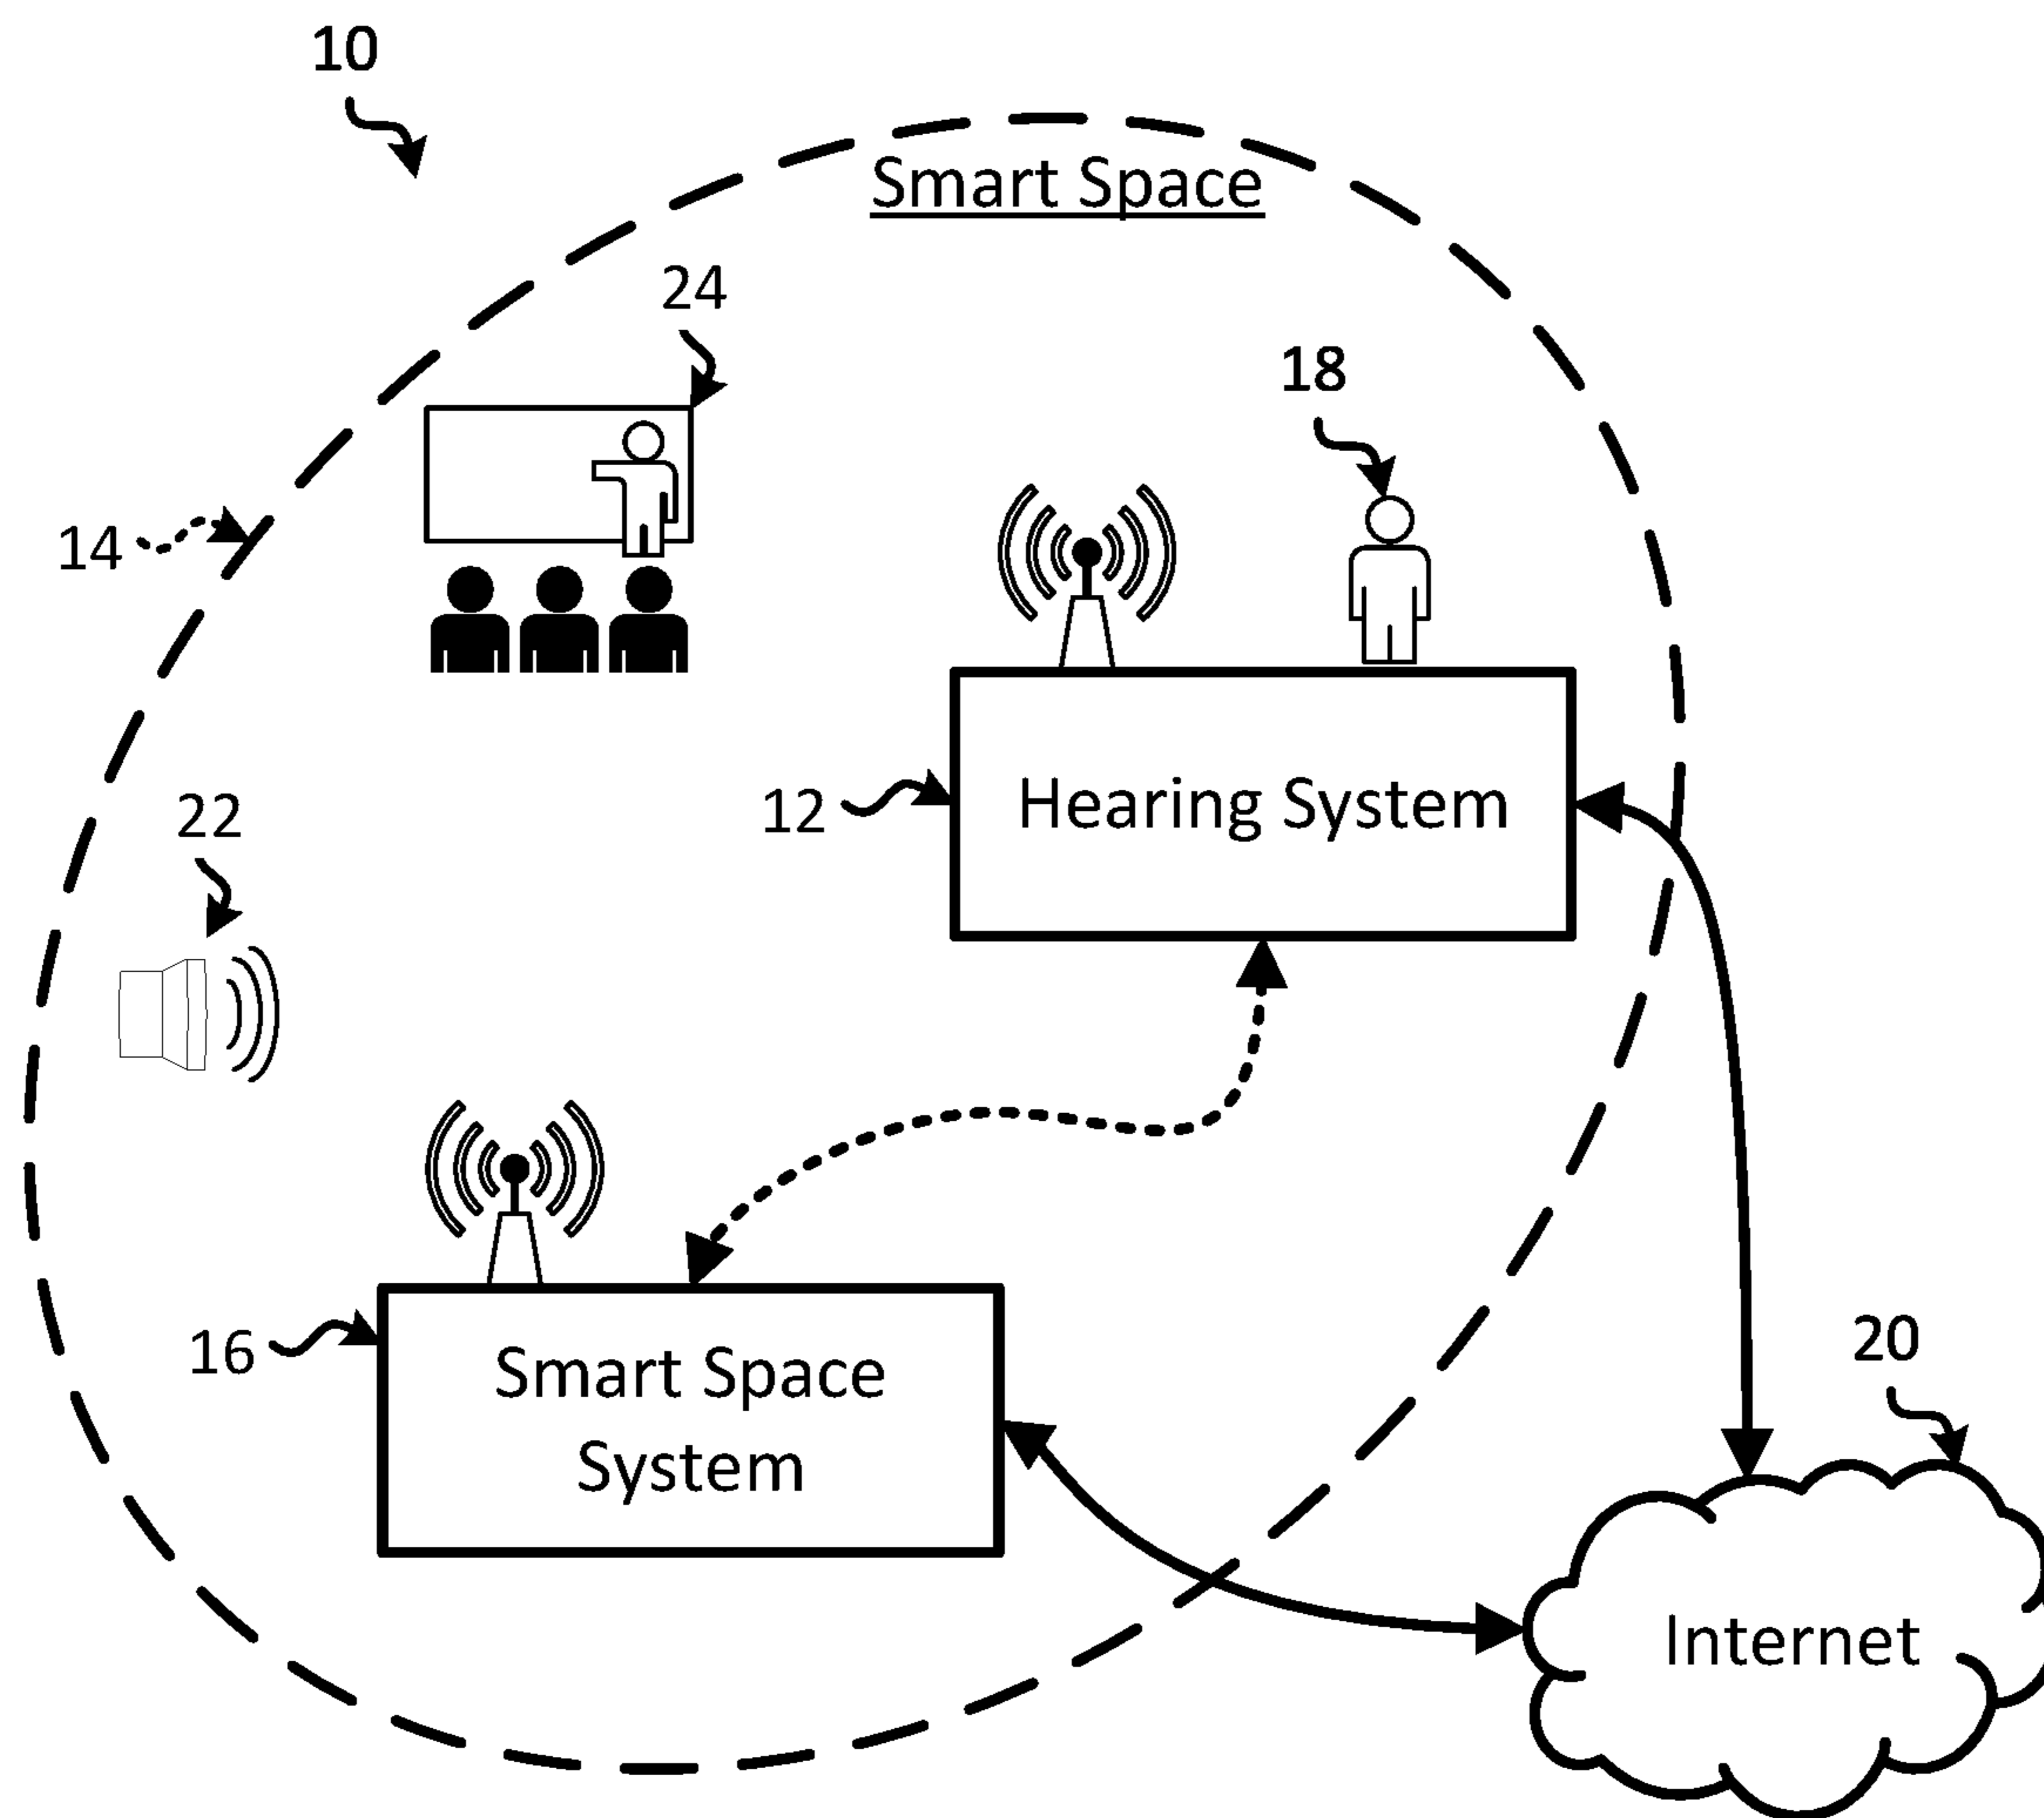 10
Smart Space
24
18
14
12
Hearing System
22
16
Smart Space
System
20
Internet